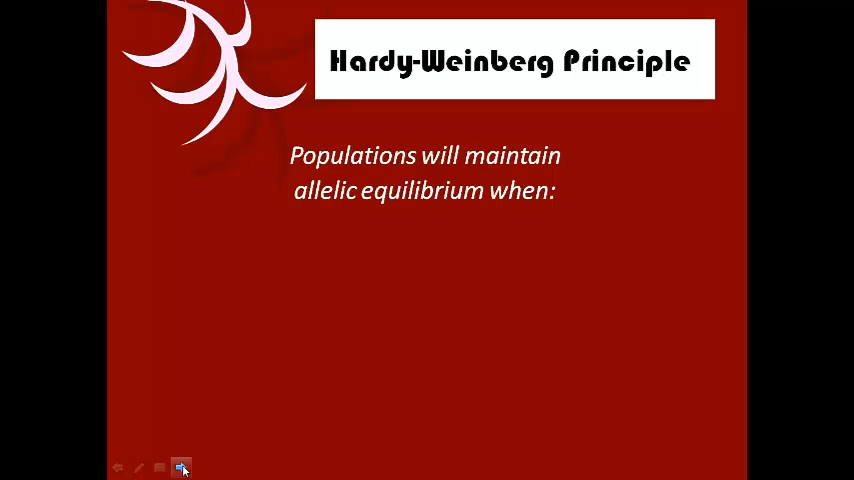 Hardy-Weinberg Principle
Populations will maintain
allelic equilibrium when: